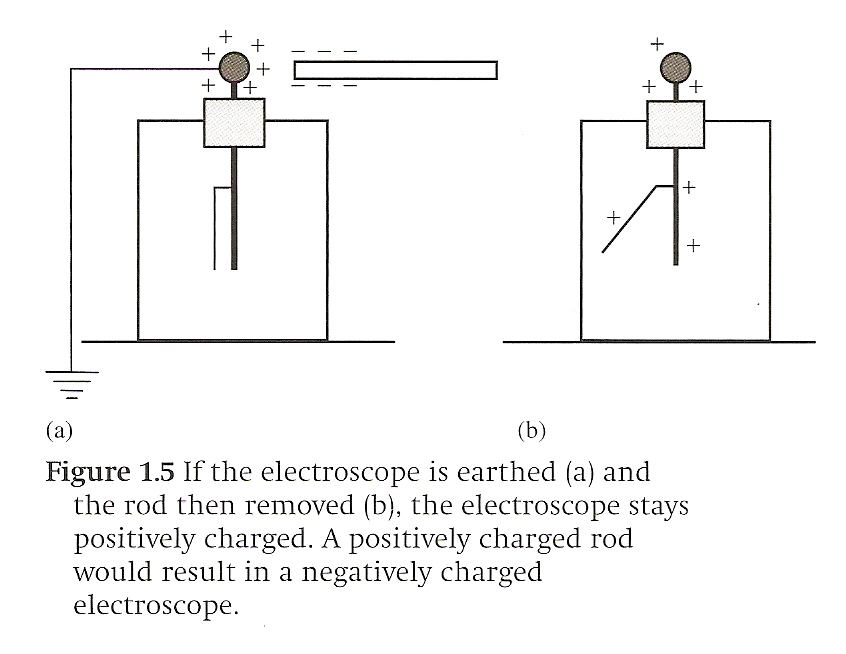 (a)
(b)
Figure 1.5 If the electroscope is earthed (a) and
the rod then removed (b), the electroscope stays
positively charged. A positively charged rod
would result in a negatively charged
electroscope.